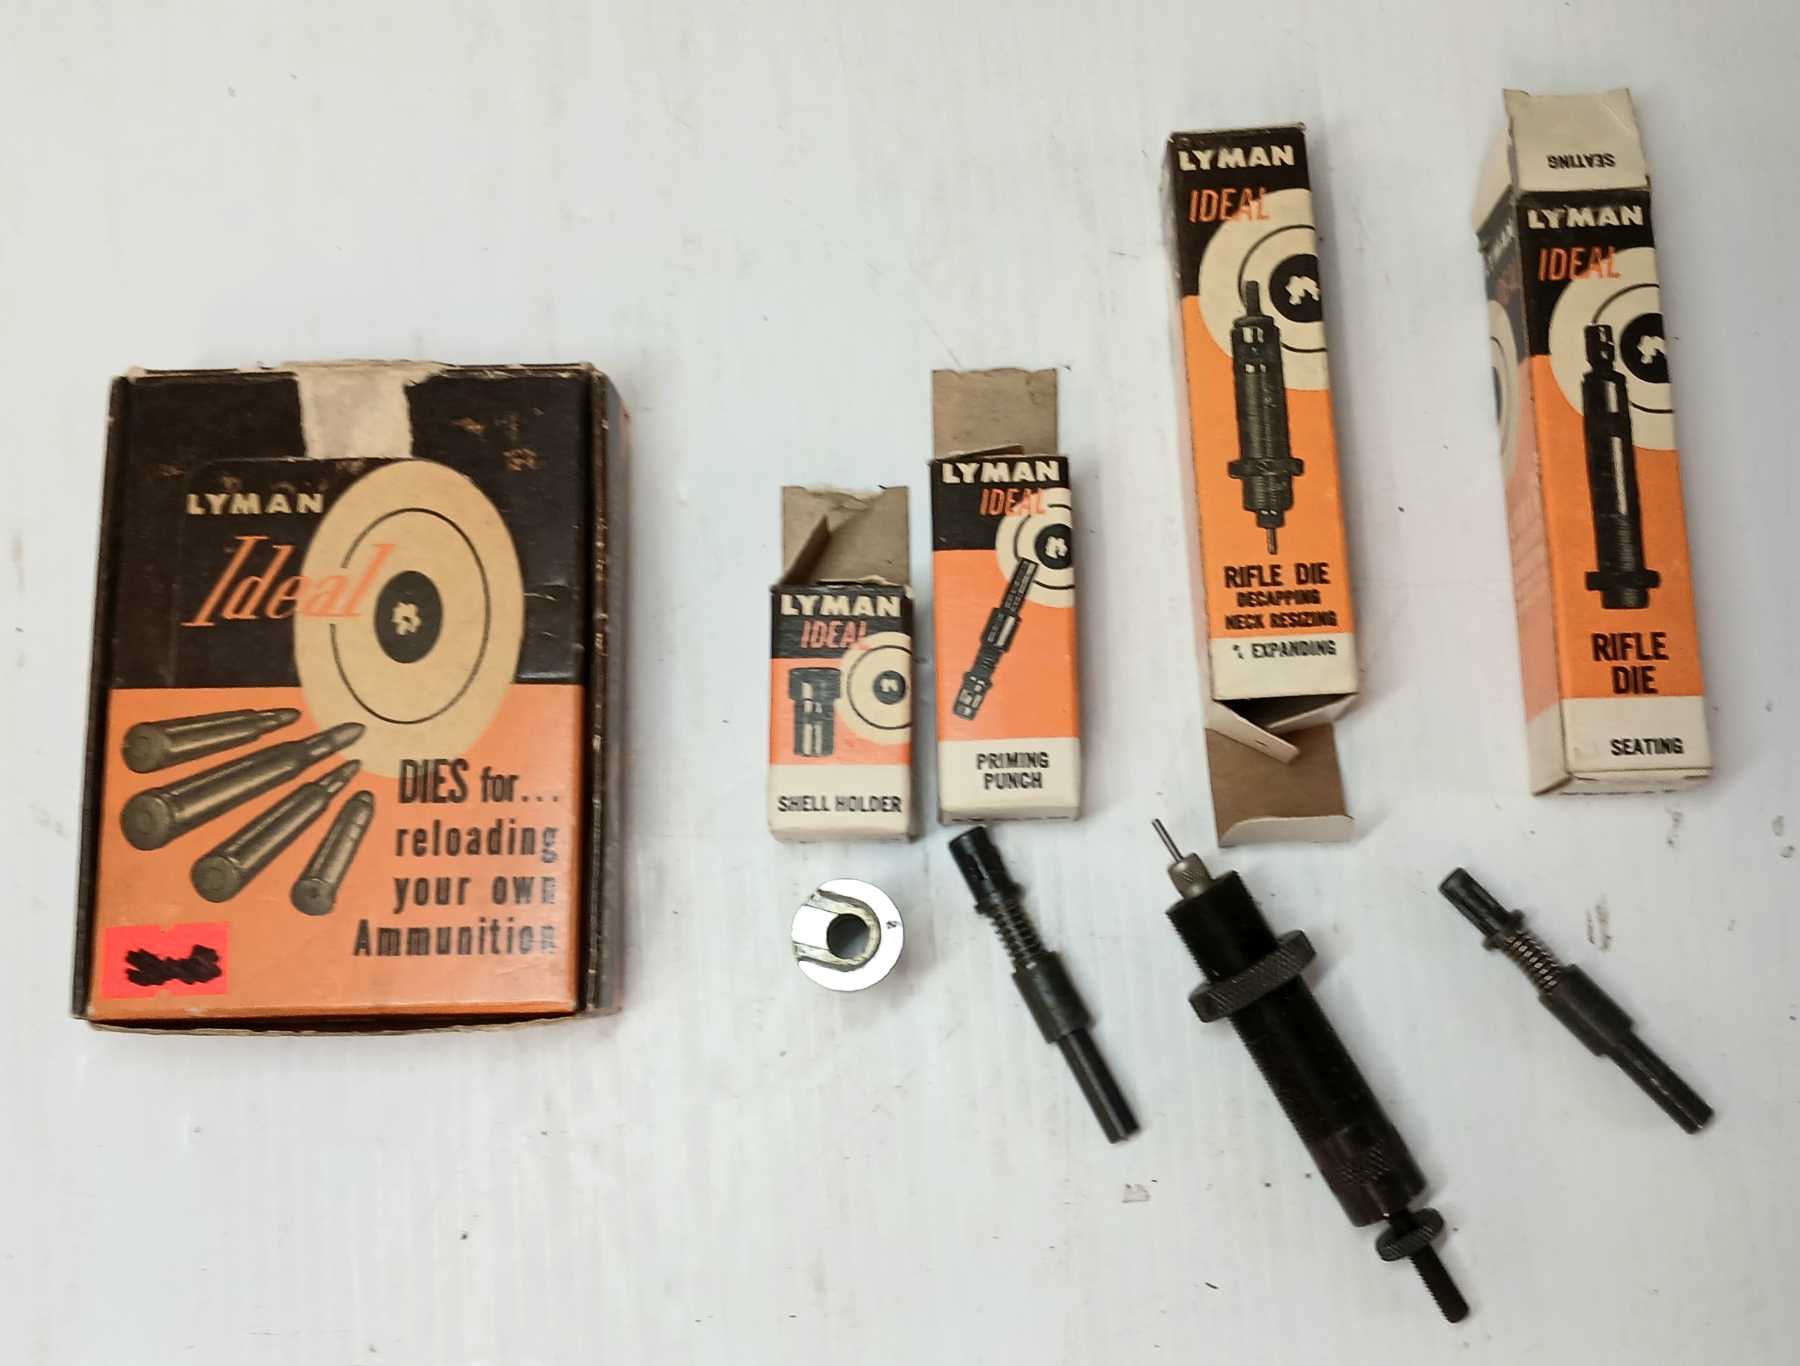 LYMAN
Ideal
DIES for...
reloading
your own
Ammunition
LYMAN
IDEAL
SHELL HOLDER
LYMAN
IDEAL
PRIMING
PUNCH
LYMAN
IDEAL
RIFLE DIE
DECAPPING
NECK RESIZING
& EXPANDING
SEATING
LYMAN
IDEAL
RIFLE
DIE
SEATING
LYMAN